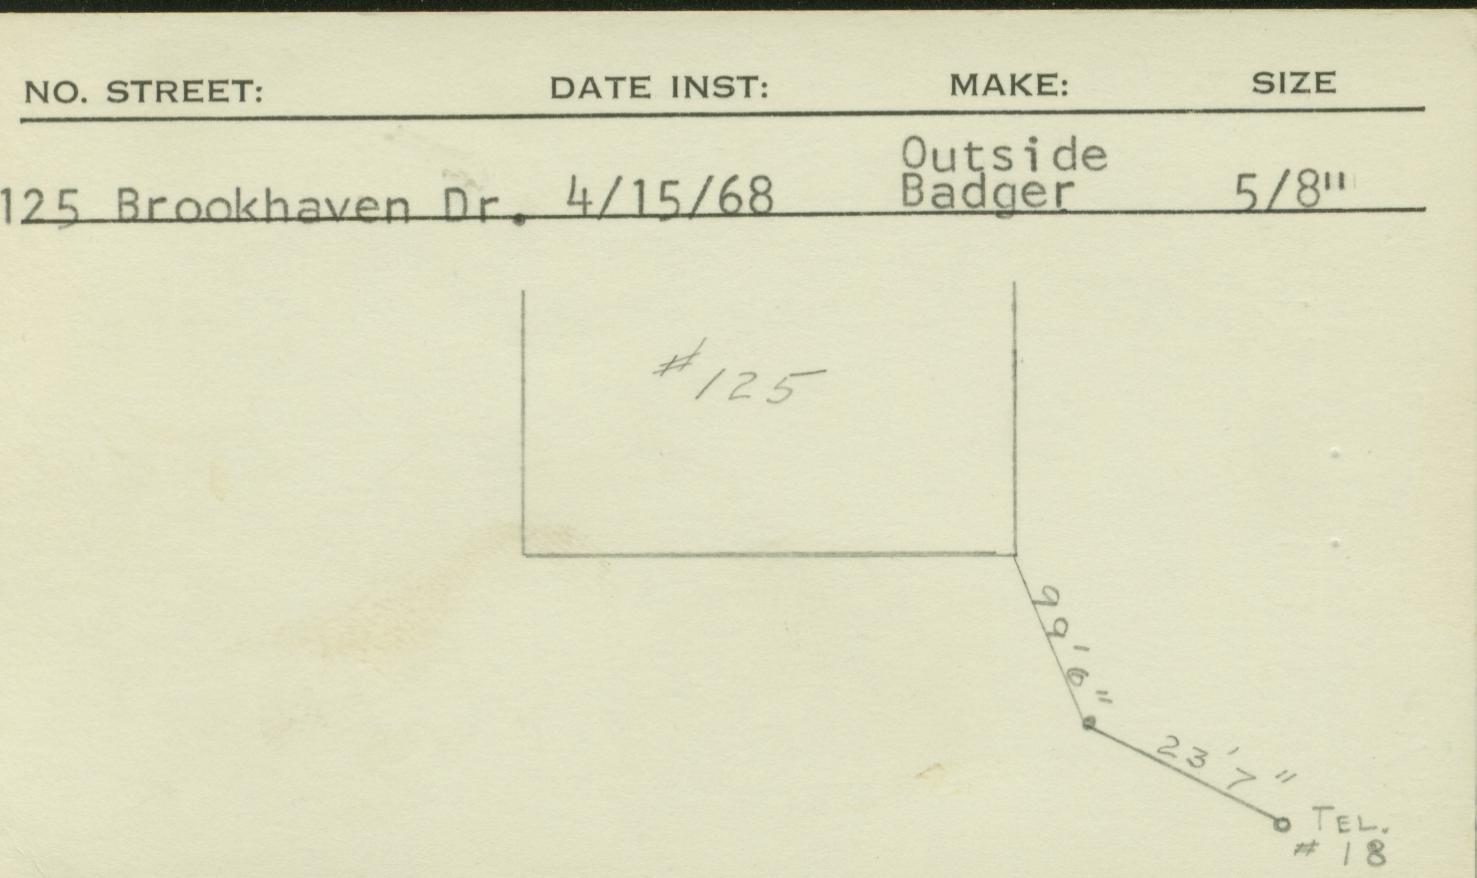 NO. STREET: DATE INST: MAKE: SIZE
Outside
125 Brookhaven Dr. 4/15/68 Badger 5/8"
#125
99'6"
23'7"
TEL.
# 18